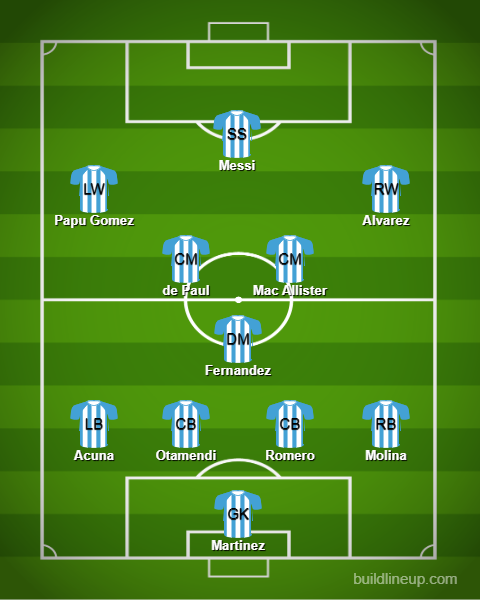 SS
Messi
LW
RW
Papu Gomez
Alvarez
CM
CM
de Paul
Mac Allister
DM
Fernandez
LB
CB
CB
RB
Acuna
Otamendi
Romero
Molina
GK
Martinez
buildlineup.com